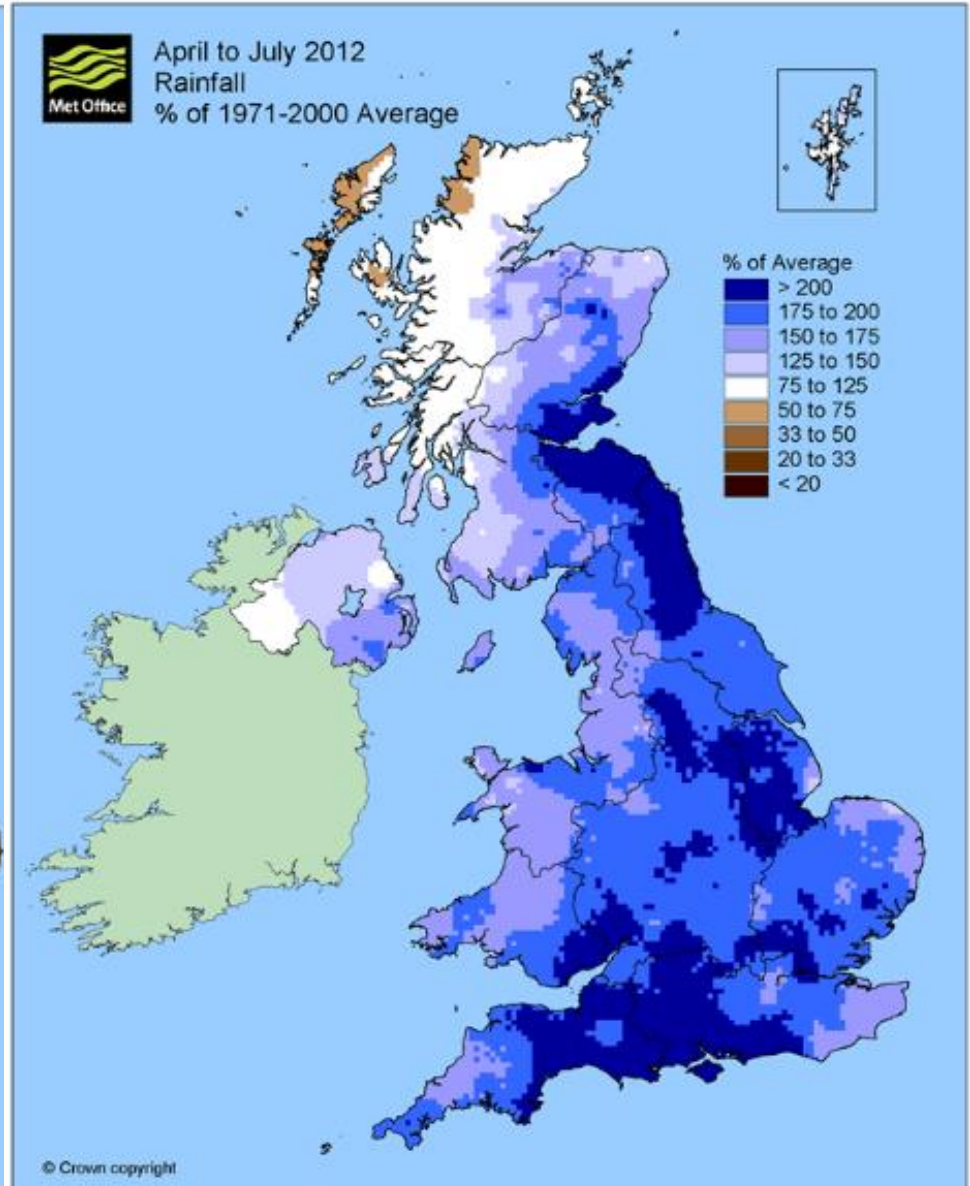 Met Office
April to July 2012
Rainfall
% of 1971-2000 Average
% of Average
> 200
175 to 200
150 to 175
125 to 150
75 to 125
50 to 75
33 to 50
20 to 33
< 20
© Crown copyright